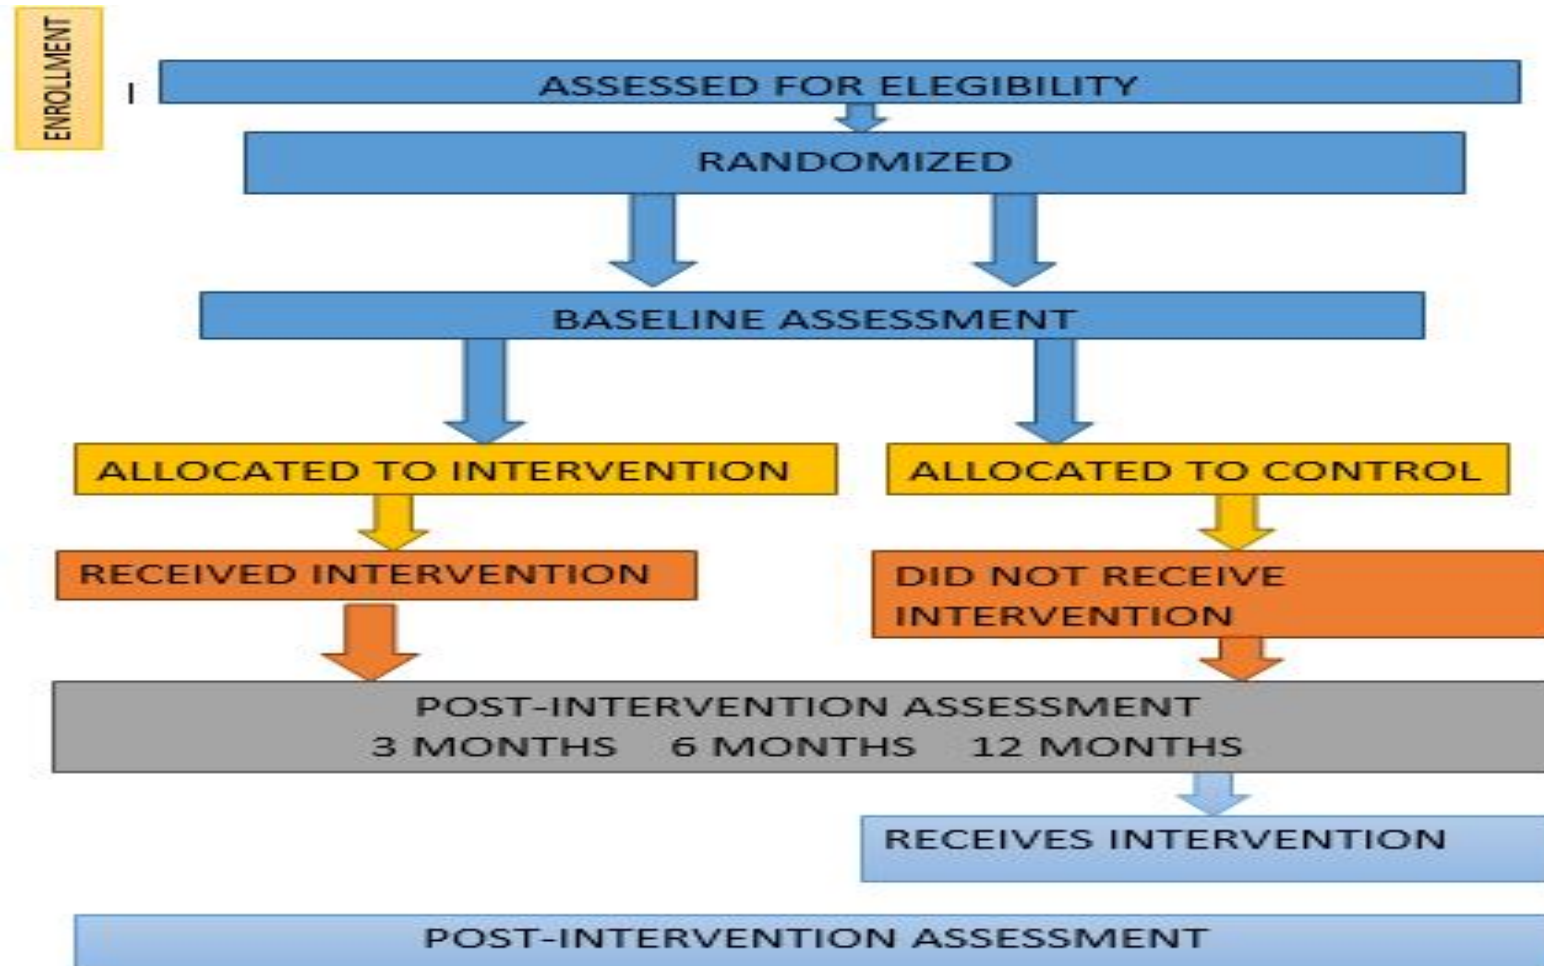 ENROLLMENT
I
ASSESSED FOR ELEGIBILITY
RANDOMIZED
BASELINE ASSESSMENT
ALLOCATED TO INTERVENTION
ALLOCATED TO CONTROL
RECEIVED INTERVENTION
DID NOT RECEIVE
INTERVENTION
POST-INTERVENTION ASSESSMENT
3 MONTHS 6 MONTHS 12 MONTHS
RECEIVES INTERVENTION
POST-INTERVENTION ASSESSMENT